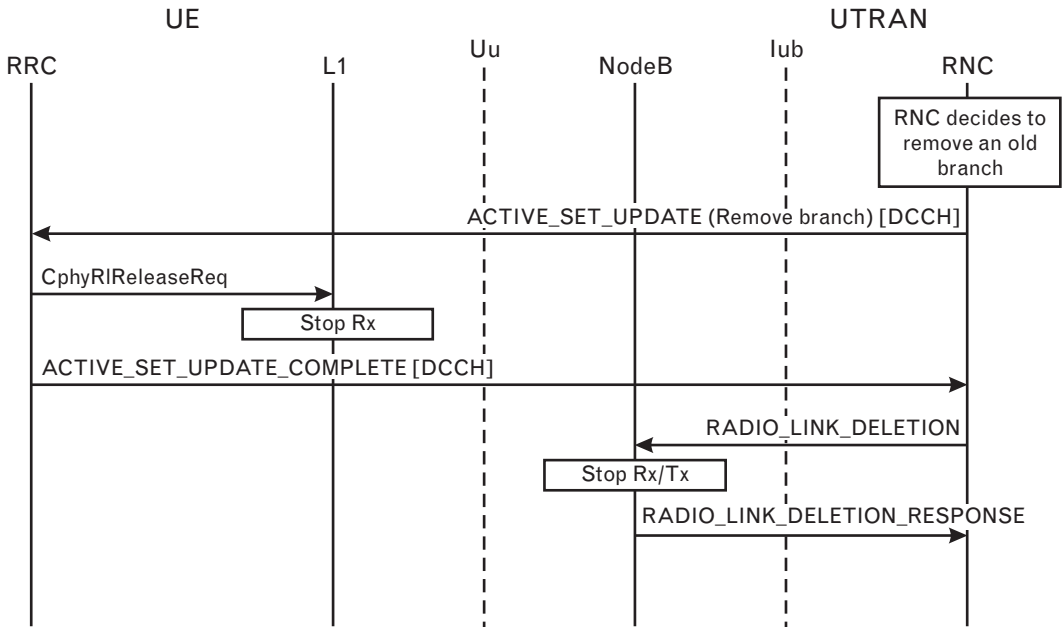 UE
UTRAN
Uu
Iub
RRC
L1
NodeB
RNC
RNC decides to
remove an old
branch
ACTIVE_SET_UPDATE (Remove branch) [DCCH]
CphyRlReleaseReq
Stop Rx
ACTIVE_SET_UPDATE_COMPLETE [DCCH]
RADIO_LINK_DELETION
Stop Rx/Tx
RADIO_LINK_DELETION_RESPONSE